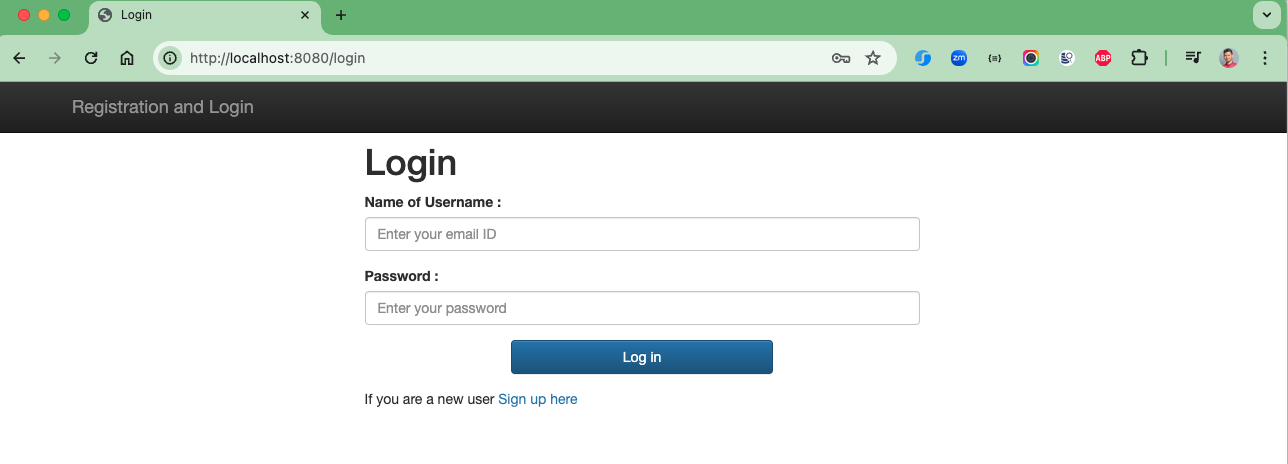 Login
http://localhost:8080/login
zm
ABP
Registration and Login
Login
Name of Username :
Enter your email ID
Password :
Enter your password
Log in
If you are a new user Sign up here